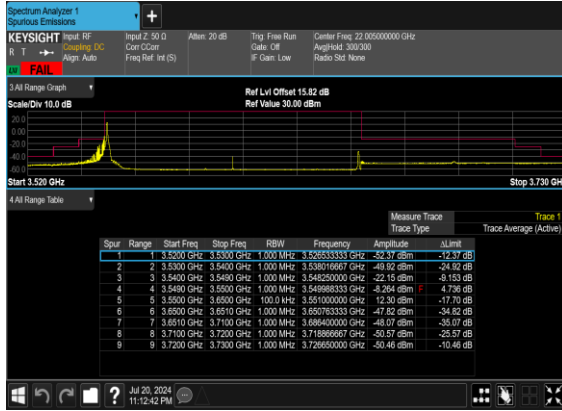 Spectrum Analyzer 1
Spurious Emissions
KEYSIGHT Input: RF Input Z: 50 Ω Atten: 20 dB Trig: Free Run Center Freq: 22.005000000 GHz
R T Coupling: DC Corr CCorr Gate: Off Avg|Hold: 300/300
Align: Auto Freq Ref: Int (S) IF Gain: Low Radio Std: None
FAIL
3 All Range Graph Ref Lvl Offset 15.82 dB
Scale/Div 10.0 dB Ref Value 30.00 dBm
20.0
0.00
-20.0
-40.0
-60.0
Start 3.520 GHz Stop 3.730 GH
4 All Range Table
Measure Trace Trace 1
Trace Type Trace Average (Active)
Spur Range Start Freq Stop Freq RBW Frequency Amplitude ΔLimit
1 1 3.5200 GHz 3.5300 GHz 1.000 MHz 3.526533333 GHz -52.37 dBm -12.37 dB
2 2 3.5300 GHz 3.5400 GHz 1.000 MHz 3.538016667 GHz -49.92 dBm -24.92 dB
3 3 3.5400 GHz 3.5490 GHz 1.000 MHz 3.548250000 GHz -22.15 dBm -9.153 dB
4 4 3.5490 GHz 3.5500 GHz 1.000 MHz 3.549988333 GHz -8.264 dBm F 4.736 dB
5 5 3.5500 GHz 3.6500 GHz 100.0 kHz 3.551000000 GHz 12.30 dBm -17.70 dB
6 6 3.6500 GHz 3.6510 GHz 1.000 MHz 3.650763333 GHz -47.82 dBm -34.82 dB
7 7 3.6510 GHz 3.7100 GHz 1.000 MHz 3.686400000 GHz -48.07 dBm -35.07 dB
8 8 3.7100 GHz 3.7200 GHz 1.000 MHz 3.718866667 GHz -50.57 dBm -25.57 dB
9 9 3.7200 GHz 3.7300 GHz 1.000 MHz 3.726650000 GHz -50.46 dBm -10.46 dB
? Jul 20, 2024
11:12:42 PM